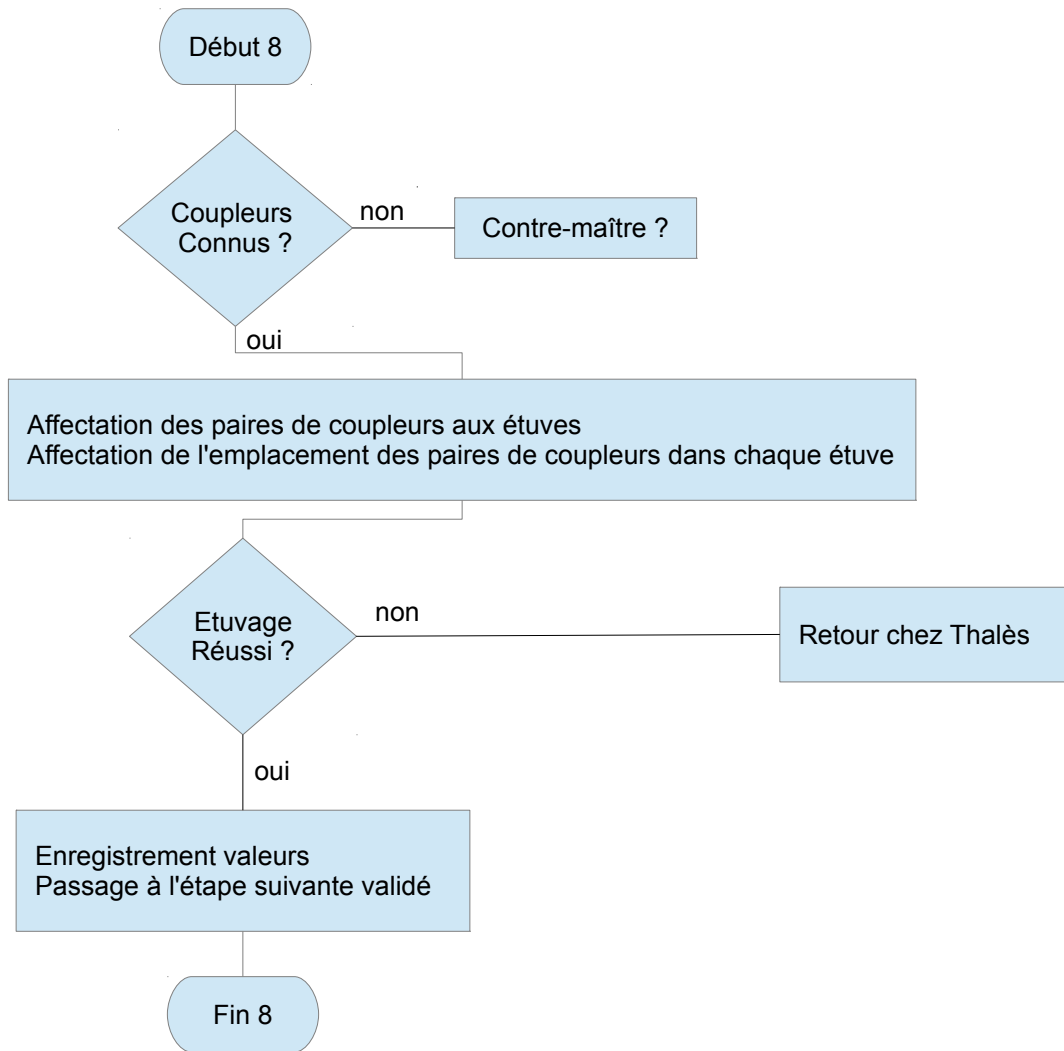 Début 8
Coupleurs
Connus ?
non
Contre-maître ?
oui
Affectation des paires de coupleurs aux étuves
Affectation de l'emplacement des paires de coupleurs dans chaque étuve
Etuvage
Réussi ?
non
Retour chez Thalès
oui
Enregistrement valeurs
Passage à l'étape suivante validé
Fin 8